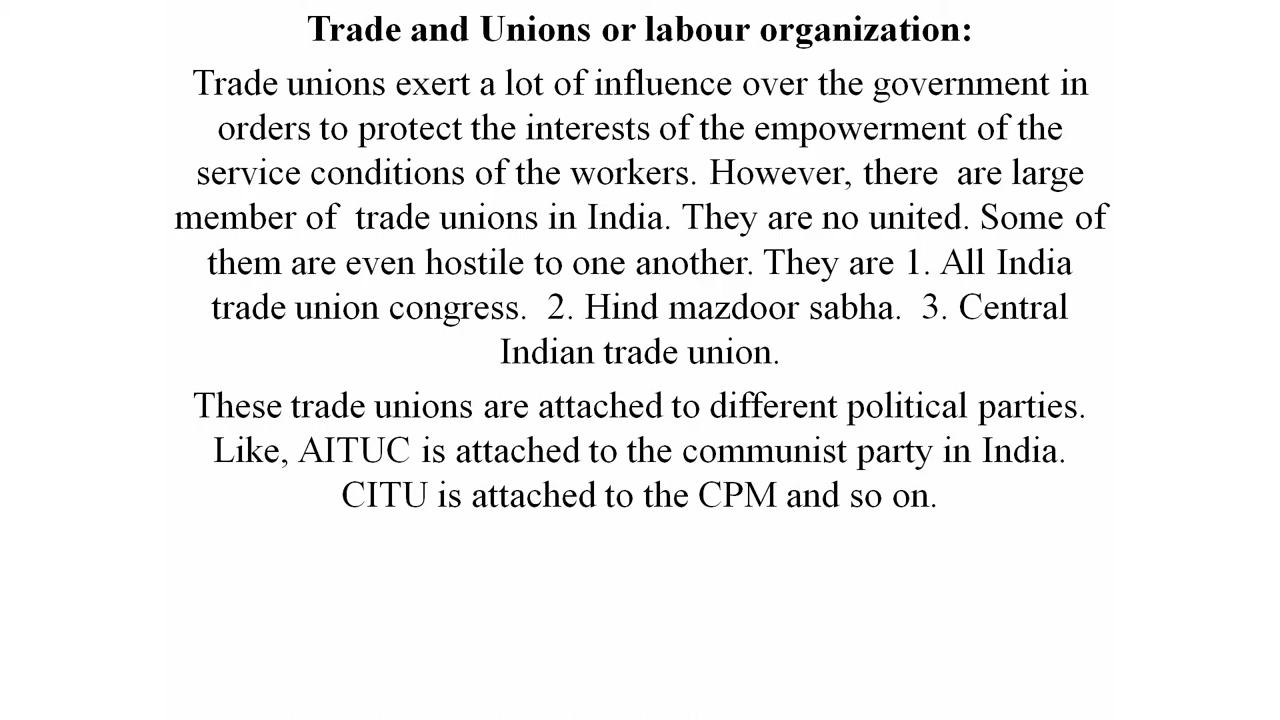 Trade and Unions or labour organization:
Trade unions exert a lot of influence over the government in
orders to protect the interests of the empowerment of the
service conditions of the workers. However, there  are large
member of  trade unions in India. They are no united. Some of
them are even hostile to one another. They are 1. All India
trade union congress.  2. Hind mazdoor sabha.  3. Central
Indian trade union.
These trade unions are attached to different political parties.
Like, AITUC is attached to the communist party in India.
CITU is attached to the CPM and so on.